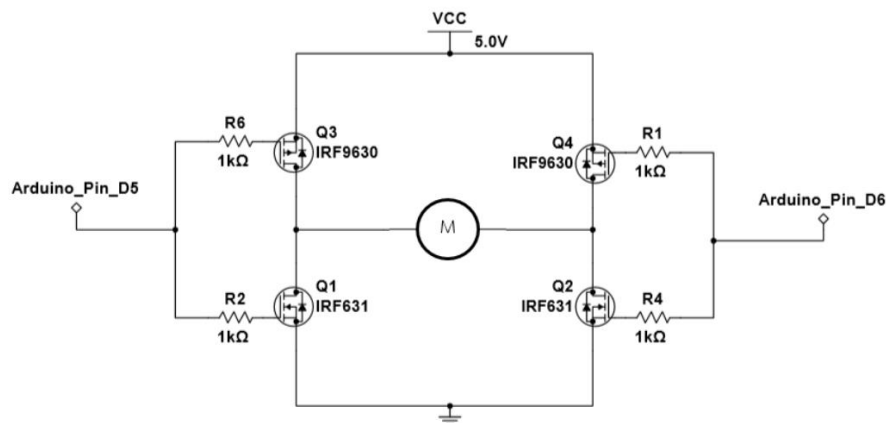 VCC
5.0V
R6
1kΩ
Q3
IRF9630
Q4
IRF9630
R1
1kΩ
Arduino_Pin_D5
Arduino_Pin_D6
M
R2
1kΩ
Q1
IRF631
Q2
IRF631
R4
1kΩ